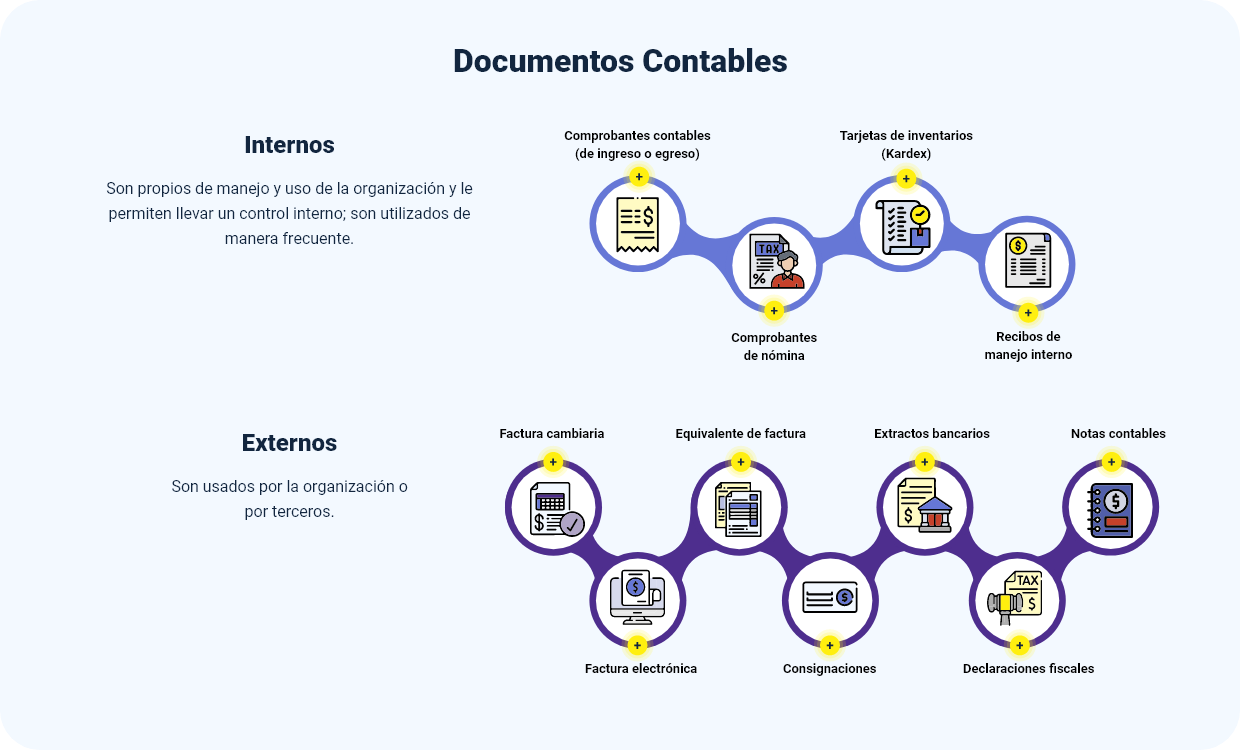 Documentos Contables
Internos
Son propios de manejo y uso de la organización y le
permiten llevar un control interno; son utilizados de
manera frecuente.
Comprobantes contables
(de ingreso o egreso)
Tarjetas de inventarios
(Kardex)
+
+
$
TAX
%
$
+
+
Comprobantes
de nómina
Recibos de
manejo interno
Externos
Son usados por la organización o
por terceros.
Factura cambiaria
Equivalente de factura
Extractos bancarios
Notas contables
+
+
+
+
$
$
$
$
$
TAX
$
+
+
+
Factura electrónica
Consignaciones
Declaraciones fiscales